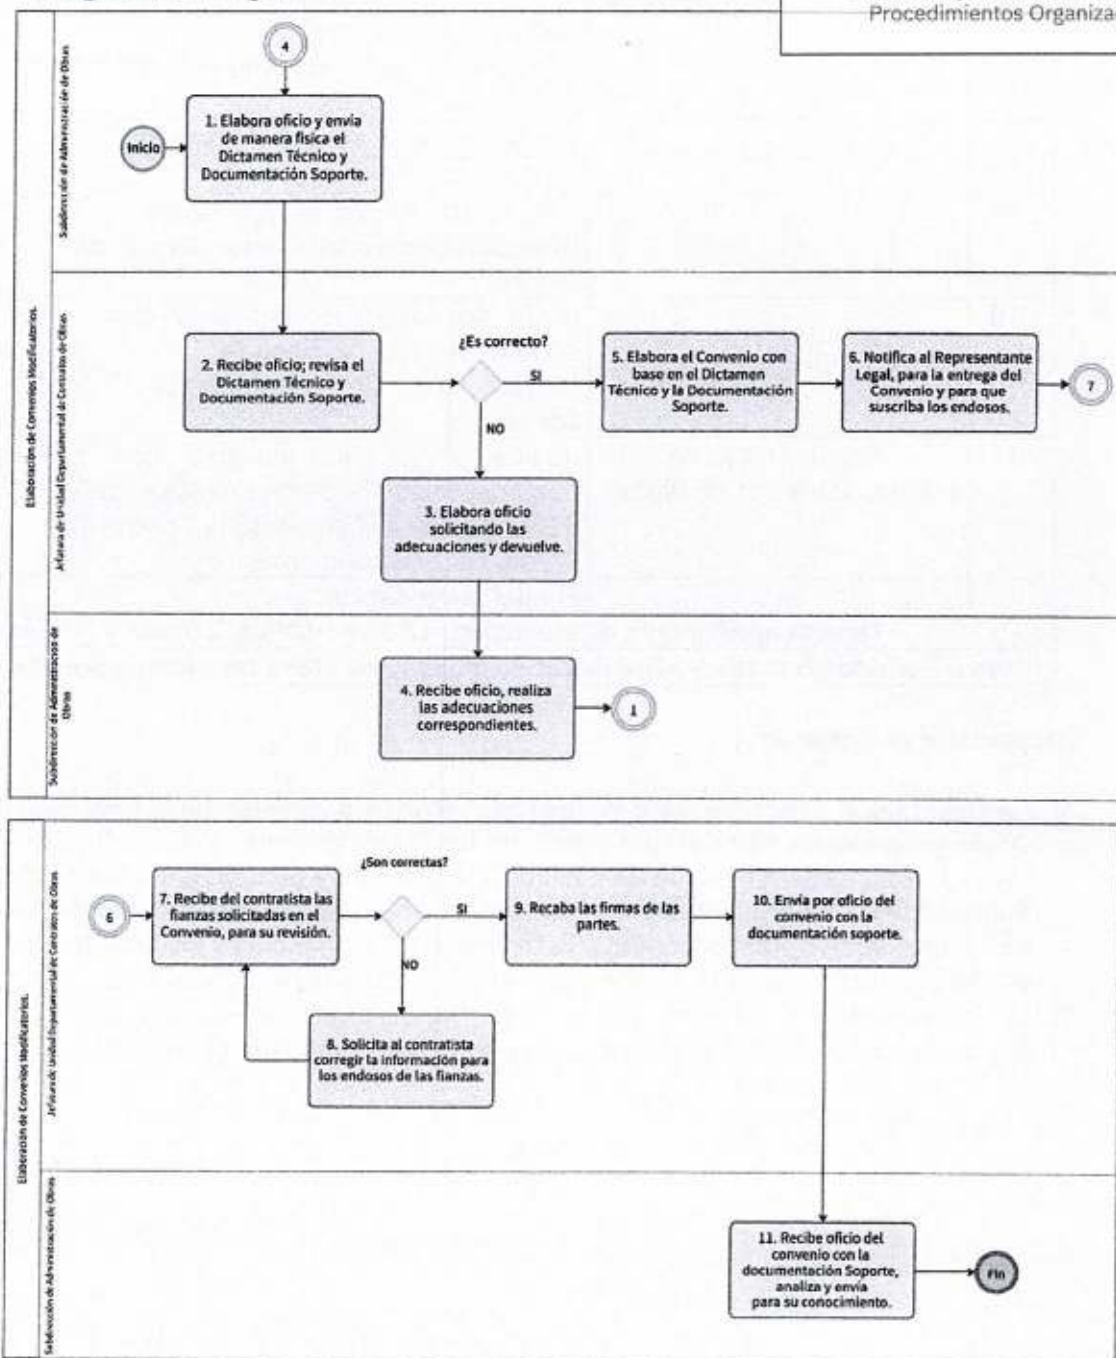 Procedimientos Organiza
Elaboración de Convenios Modificatorios.
Subdirección de Administración de Obras
4
Inicio
1. Elabora oficio y envía
de manera física el
Dictamen Técnico y
Documentación Soporte.
Jefatura de Unidad Departamental de Contratos de Obras
2. Recibe oficio; revisa el
Dictamen Técnico y
Documentación Soporte.
¿Es correcto?
SI
NO
5. Elabora el Convenio con
base en el Dictamen
Técnico y la Documentación
Soporte.
6. Notifica al Representante
Legal, para la entrega del
Convenio y para que
suscriba los endosos.
7
3. Elabora oficio
solicitando las
adecuaciones y devuelve.
Subdirección de Administración de
Obras
4. Recibe oficio, realiza
las adecuaciones
correspondientes.
1
Elaboración de Convenios Modificatorios.
Jefatura de Unidad Departamental de Contratos de Obras.
6
7. Recibe del contratista las
fianzas solicitadas en el
Convenio, para su revisión.
¿Son correctas?
SI
NO
9. Recaba las firmas de las
partes.
10. Envía por oficio del
convenio con la
documentación soporte.
8. Solicita al contratista
corregir la información para
los endosos de las fianzas.
Subdirección de Administración de Obras
11. Recibe oficio del
convenio con la
documentación Soporte,
analiza y envía
para su conocimiento.
Fin